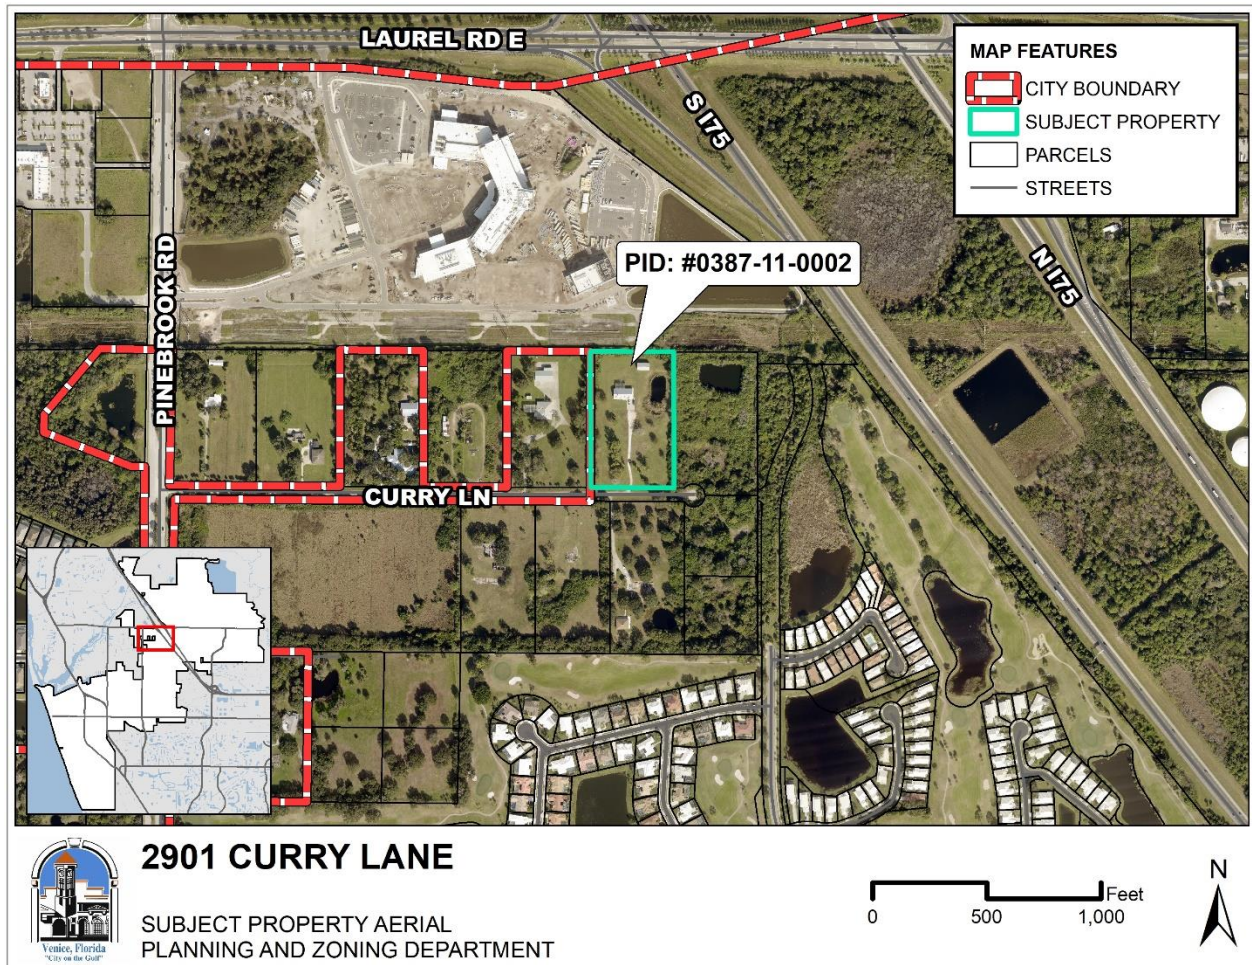 LAUREL RD E
MAP FEATURES
CITY BOUNDARY
SUBJECT PROPERTY
PARCELS
STREETS
S I75
N I75
PINEBROOK RD
PID: #0387-11-0002
CURRY LN
2901 CURRY LANE
SUBJECT PROPERTY AERIAL
PLANNING AND ZONING DEPARTMENT
Venice, Florida
"City on the Gulf"
Feet
0 500 1,000
N